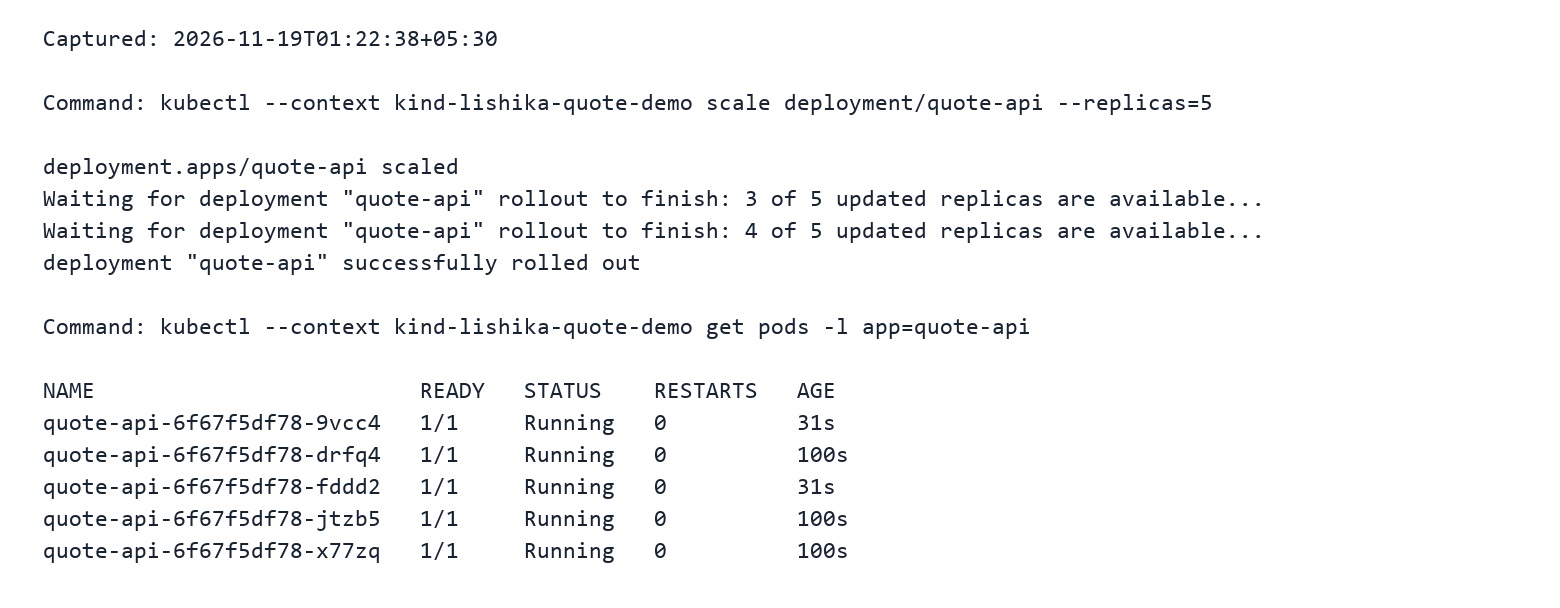 Captured: 2026-11-19T01:22:38+05:30
Command: kubectl --context kind-lishika-quote-demo scale deployment/quote-api --replicas=5
deployment.apps/quote-api scaled
Waiting for deployment "quote-api" rollout to finish: 3 of 5 updated replicas are available...
Waiting for deployment "quote-api" rollout to finish: 4 of 5 updated replicas are available...
deployment "quote-api" successfully rolled out
Command: kubectl --context kind-lishika-quote-demo get pods -l app=quote-api
NAME                         READY   STATUS    RESTARTS   AGE
quote-api-6f67f5df78-9vcc4   1/1     Running   0          31s
quote-api-6f67f5df78-drfq4   1/1     Running   0          100s
quote-api-6f67f5df78-fddd2   1/1     Running   0          31s
quote-api-6f67f5df78-jtzb5   1/1     Running   0          100s
quote-api-6f67f5df78-x77zq   1/1     Running   0          100s